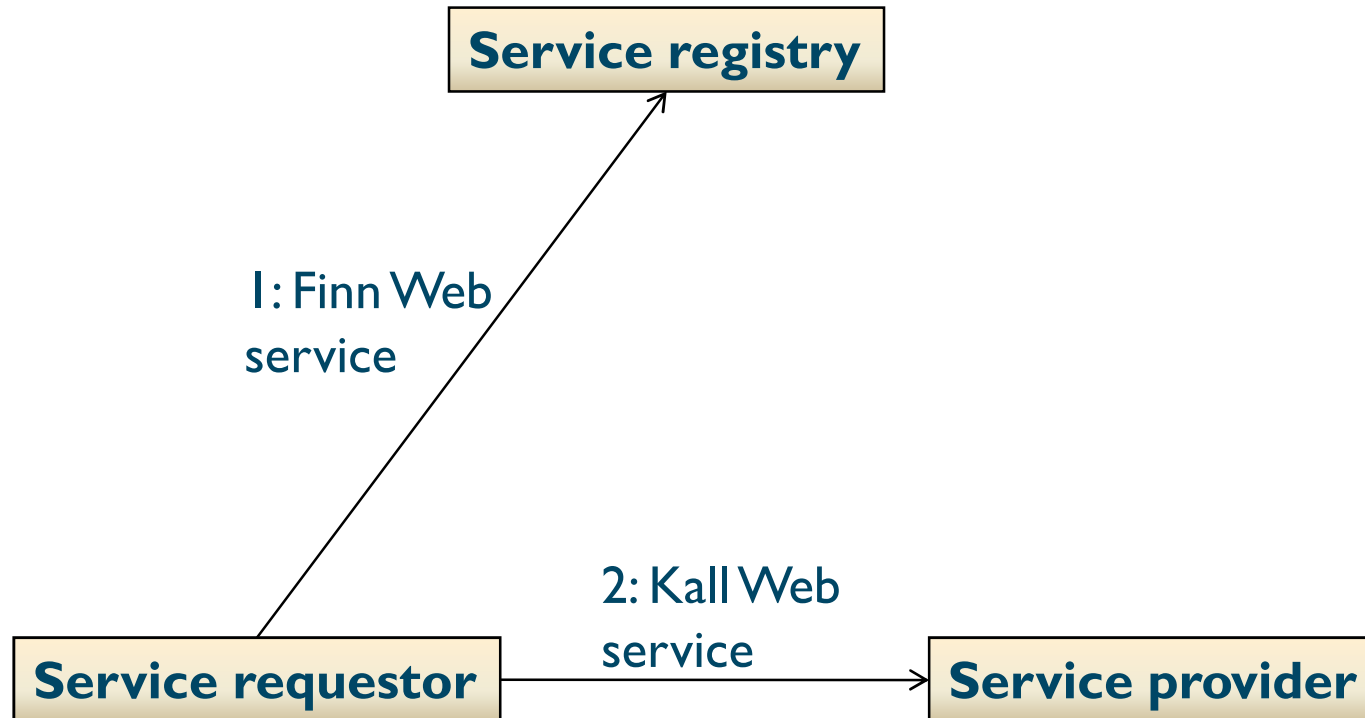 Service registry
1: Finn Web
service
2: Kall Web
service
Service requestor
Service provider